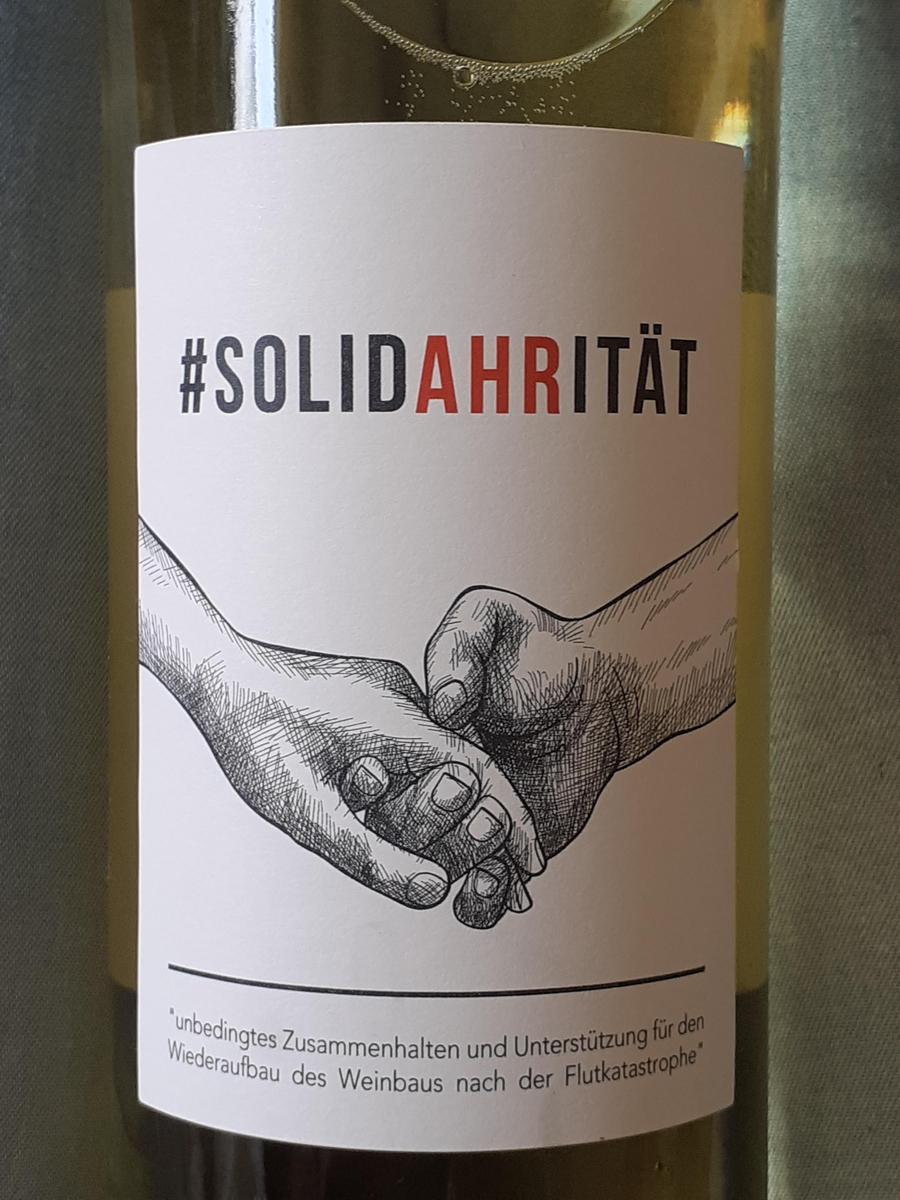 #SOLIDAHRITÄT
"unbedingtes Zusammenhalten und Unterstützung für den
Wiederaufbau des Weinbaus nach der Flutkatastrophe"